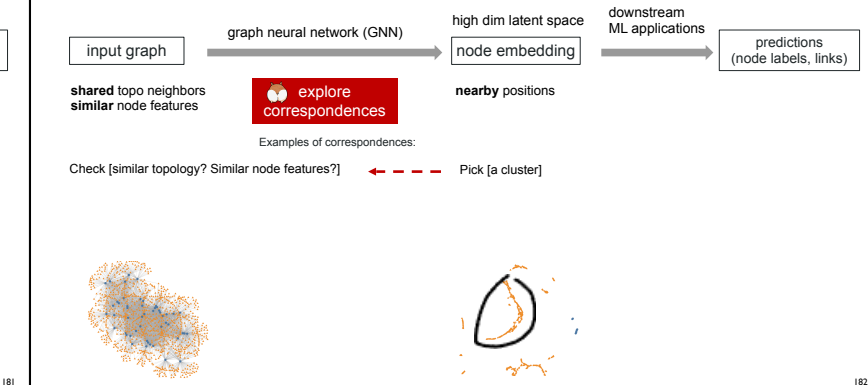 graph neural network (GNN)
high dim latent space
downstream
ML applications
input graph
node embedding
predictions
(node labels, links)
shared topo neighbors
similar node features
explore
correspondences
nearby positions
Examples of correspondences:
Check [similar topology? Similar node features?]
Pick [a cluster]
181
182